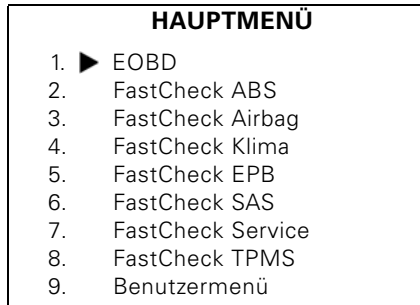 HAUPTMENÜ
1. ▶ EOBD
2. FastCheck ABS
3. FastCheck Airbag
4. FastCheck Klima
5. FastCheck EPB
6. FastCheck SAS
7. FastCheck Service
8. FastCheck TPMS
9. Benutzermenü